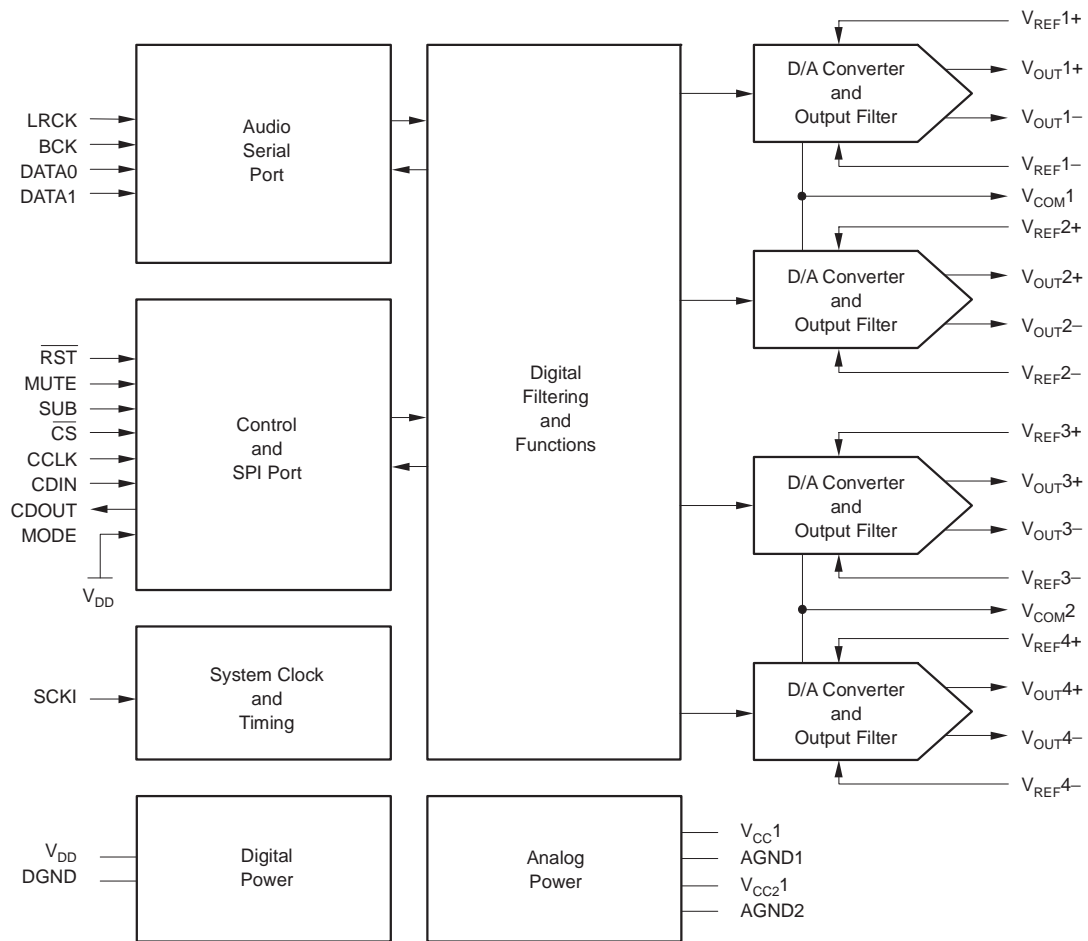 LRCK
BCK
DATA0
DATA1
Audio
Serial
Port
R̅S̅T̅
MUTE
SUB
C̅S̅
CCLK
CDIN
CDOUT
MODE
VDD
Control
and
SPI Port
SCKI
System Clock
and
Timing
VDD
DGND
Digital
Power
Digital
Filtering
and
Functions
Analog
Power
VCC1
AGND1
VCC21
AGND2
D/A Converter
and
Output Filter
VREF1+
VOUT1+
VOUT1−
VREF1−
VCOM1
D/A Converter
and
Output Filter
VREF2+
VOUT2+
VOUT2−
VREF2−
D/A Converter
and
Output Filter
VREF3+
VOUT3+
VOUT3−
VREF3−
VCOM2
D/A Converter
and
Output Filter
VREF4+
VOUT4+
VOUT4−
VREF4−